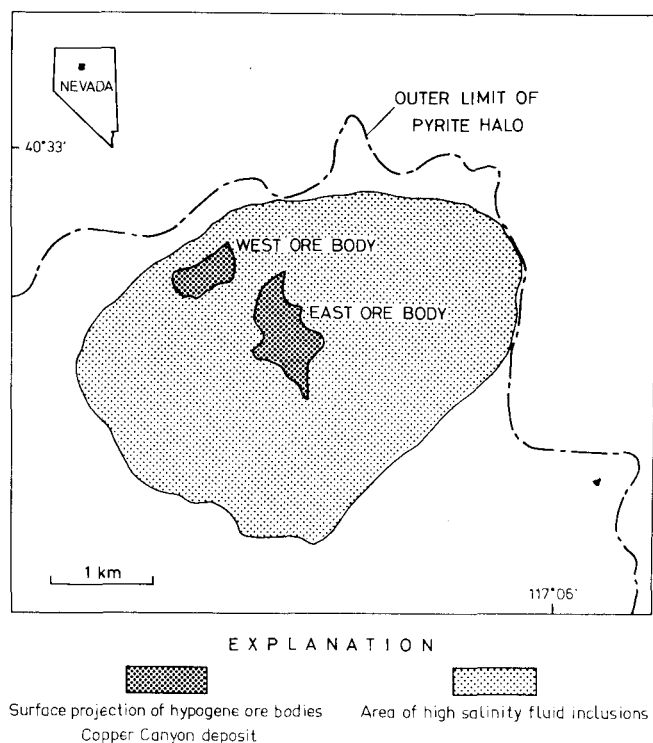 NEVADA
OUTER LIMIT OF
PYRITE HALO
40°33'
WEST ORE BODY
EAST ORE BODY
1 km
117°06'
EXPLANATION
Surface projection of hypogene ore bodies
Copper Canyon deposit
Area of high salinity fluid inclusions